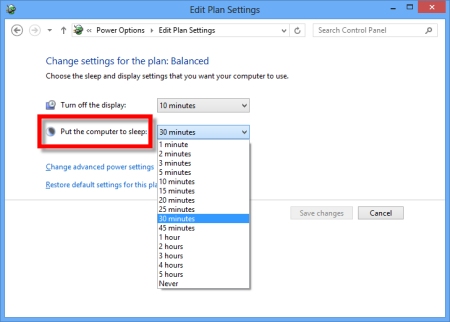 Edit Plan Settings
« Power Options ▸ Edit Plan Settings
Search Control Panel
Change settings for the plan: Balanced
Choose the sleep and display settings that you want your computer to use.
Turn off the display: 10 minutes
Put the computer to sleep: 30 minutes
1 minute
2 minutes
3 minutes
5 minutes
10 minutes
15 minutes
20 minutes
25 minutes
30 minutes
45 minutes
1 hour
2 hours
3 hours
4 hours
5 hours
Never
Change advanced power settings
Restore default settings for this pla
Save changes Cancel